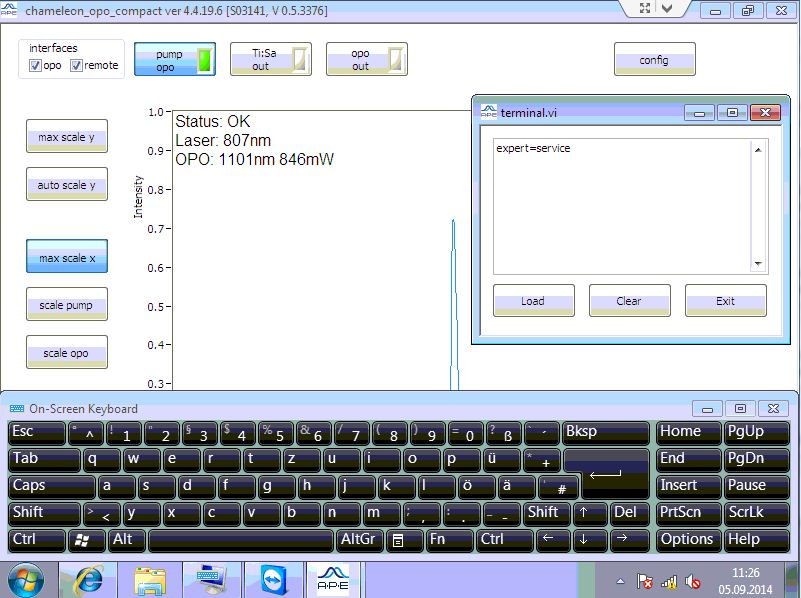 chameleon_opo_compact ver 4.4.19.6 [S03141, V 0.5.3376]
interfaces
opo remote
pump opo
Ti:Sa out
opo out
config
max scale y
auto scale y
max scale x
scale pump
scale opo
Intensity
1.0
0.9
0.8
0.7
0.6
0.5
0.4
0.3
Status: OK
Laser: 807nm
OPO: 1101nm 846mW
APE terminal.vi
expert=service
Load Clear Exit
On-Screen Keyboard
Esc ° ^ ! 1 " 2 § 3 $ 4 % 5 & 6 / 7 ( 8 ) 9 = 0 ? ß ` ´ Bksp Home PgUp
Tab q w e r t z u i o p ü * + End PgDn
Caps a s d f g h j k l ö ä ' # Insert Pause
Shift > < y x c v b n m ; , : . _ - Shift ↑ Del PrtScn ScrLk
Ctrl Alt AltGr Fn Ctrl ← ↓ → Options Help
APE
11:26
05.09.2014